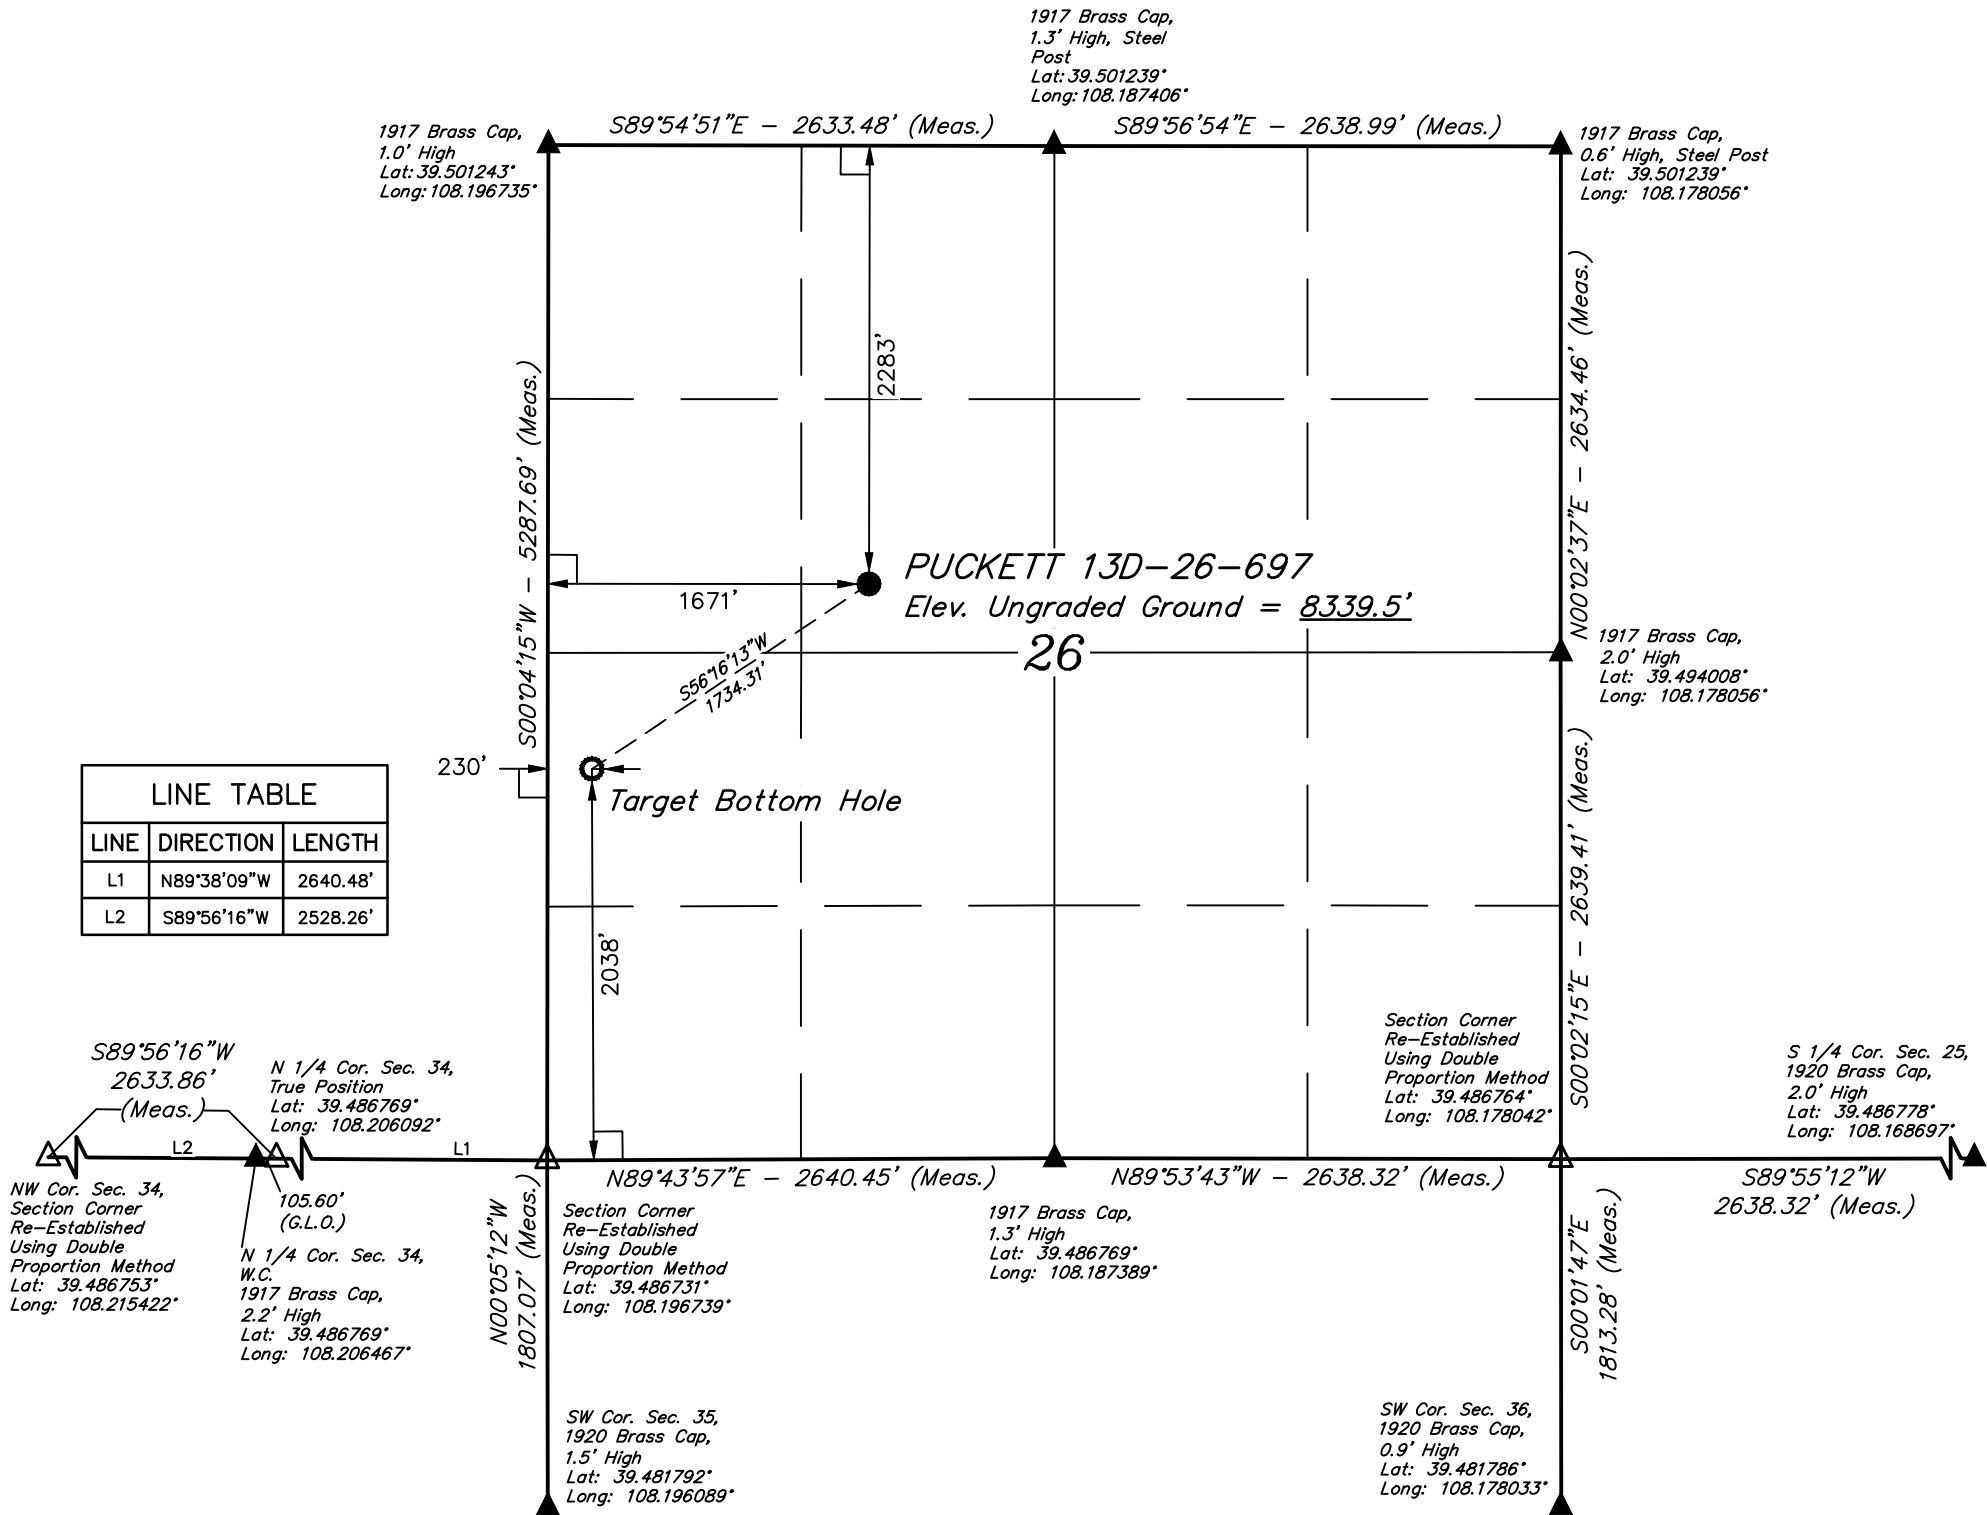 1917 Brass Cap,
1.3' High, Steel
Post
Lat: 39.501239°
Long: 108.187406°
1917 Brass Cap,
1.0' High
Lat: 39.501243°
Long: 108.196735°
S89°54'51"E – 2633.48' (Meas.)
S89°56'54"E – 2638.99' (Meas.)
1917 Brass Cap,
0.6' High, Steel Post
Lat: 39.501239°
Long: 108.178056°
S00°04'15"W – 5287.69' (Meas.)
2283'
N00°02'37"E – 2634.46' (Meas.)
PUCKETT 13D–26–697
Elev. Ungraded Ground = 8339.5'
1671'
26
S56°16'13"W
1734.31'
1917 Brass Cap,
2.0' High
Lat: 39.494008°
Long: 108.178056°
230'
Target Bottom Hole
LINE TABLE
LINE DIRECTION LENGTH
L1 N89°38'09"W 2640.48'
L2 S89°56'16"W 2528.26'
2038'
S00°02'15"E – 2639.41' (Meas.)
S89°56'16"W
2633.86'
(Meas.)
N 1/4 Cor. Sec. 34,
True Position
Lat: 39.486769°
Long: 108.206092°
Section Corner
Re–Established
Using Double
Proportion Method
Lat: 39.486764°
Long: 108.178042°
S 1/4 Cor. Sec. 25,
1920 Brass Cap,
2.0' High
Lat: 39.486778°
Long: 108.168697°
L2
L1
N89°43'57"E – 2640.45' (Meas.)
N89°53'43"W – 2638.32' (Meas.)
S89°55'12"W
2638.32' (Meas.)
NW Cor. Sec. 34,
Section Corner
Re–Established
Using Double
Proportion Method
Lat: 39.486753°
Long: 108.215422°
105.60'
(G.L.O.)
N 1/4 Cor. Sec. 34,
W.C.
1917 Brass Cap,
2.2' High
Lat: 39.486769°
Long: 108.206467°
N00°05'12"W
1807.07' (Meas.)
Section Corner
Re–Established
Using Double
Proportion Method
Lat: 39.486731°
Long: 108.196739°
1917 Brass Cap,
1.3' High
Lat: 39.486769°
Long: 108.187389°
S00°01'47"E
1813.28' (Meas.)
SW Cor. Sec. 35,
1920 Brass Cap,
1.5' High
Lat: 39.481792°
Long: 108.196089°
SW Cor. Sec. 36,
1920 Brass Cap,
0.9' High
Lat: 39.481786°
Long: 108.178033°